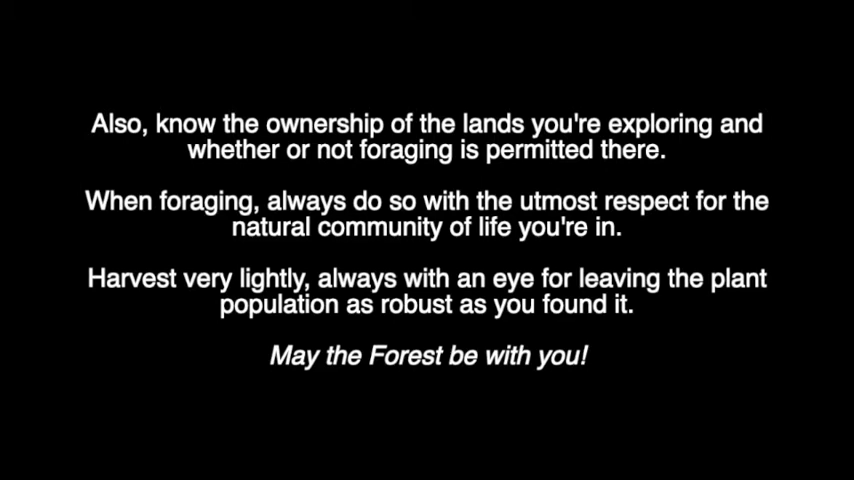 Also, know the ownership of the lands you're exploring and
whether or not foraging is permitted there.
When foraging, always do so with the utmost respect for the
natural community of life you're in.
Harvest very lightly, always with an eye for leaving the plant
population as robust as you found it.
May the Forest be with you!